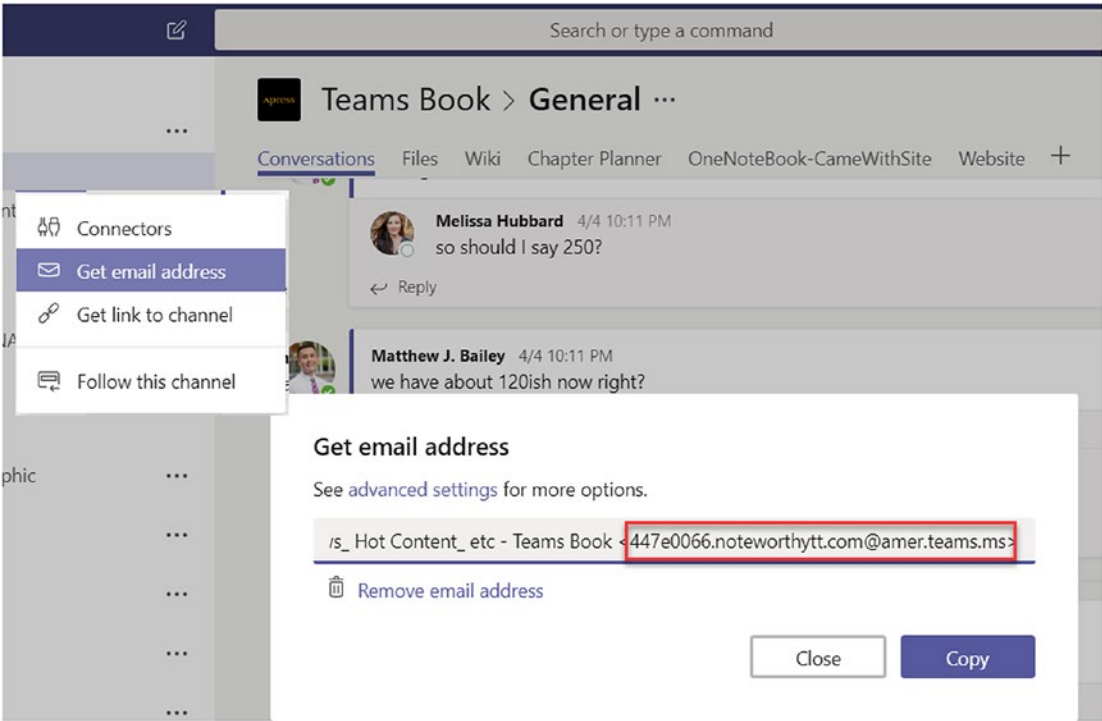 Search or type a command
Apress
Teams Book > General ...
Conversations Files Wiki Chapter Planner OneNoteBook-CameWithSite Website +
Connectors
Get email address
Get link to channel
Follow this channel
phic
Melissa Hubbard 4/4 10:11 PM
so should I say 250?
Reply
Matthew J. Bailey 4/4 10:11 PM
we have about 120ish now right?
Get email address
See advanced settings for more options.
s_ Hot Content_ etc - Teams Book <447e0066.noteworthytt.com@amer.teams.ms>
Remove email address
Close Copy